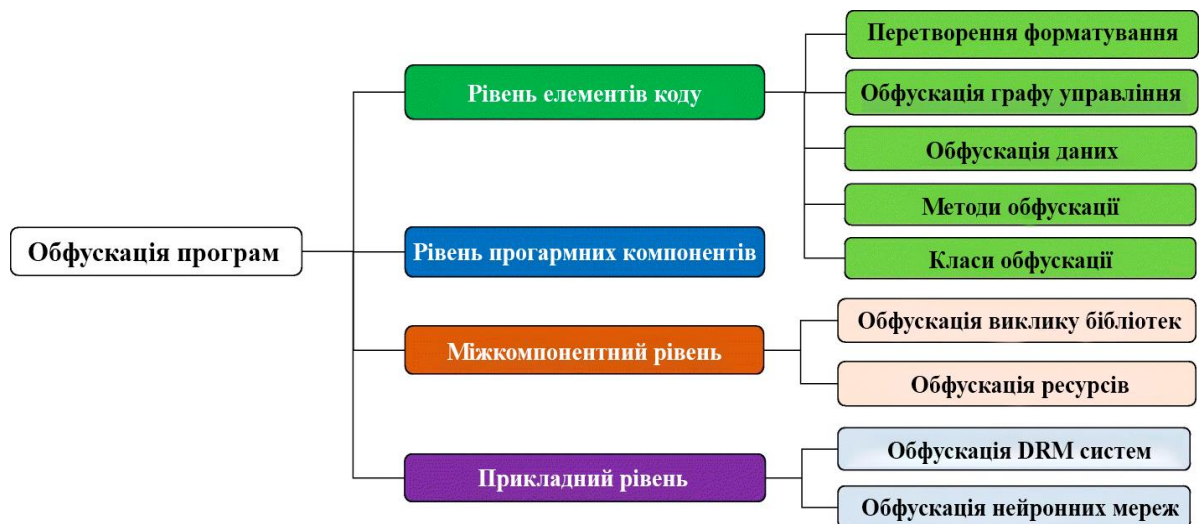 Обфускація програм
Рівень елементів коду
Перетворення форматування
Обфускація графу управління
Обфускація даних
Методи обфускації
Класи обфускації
Рівень прогармних компонентів
Міжкомпонентний рівень
Обфускація виклику бібліотек
Обфускація ресурсів
Прикладний рівень
Обфускація DRM систем
Обфускація нейронних мереж